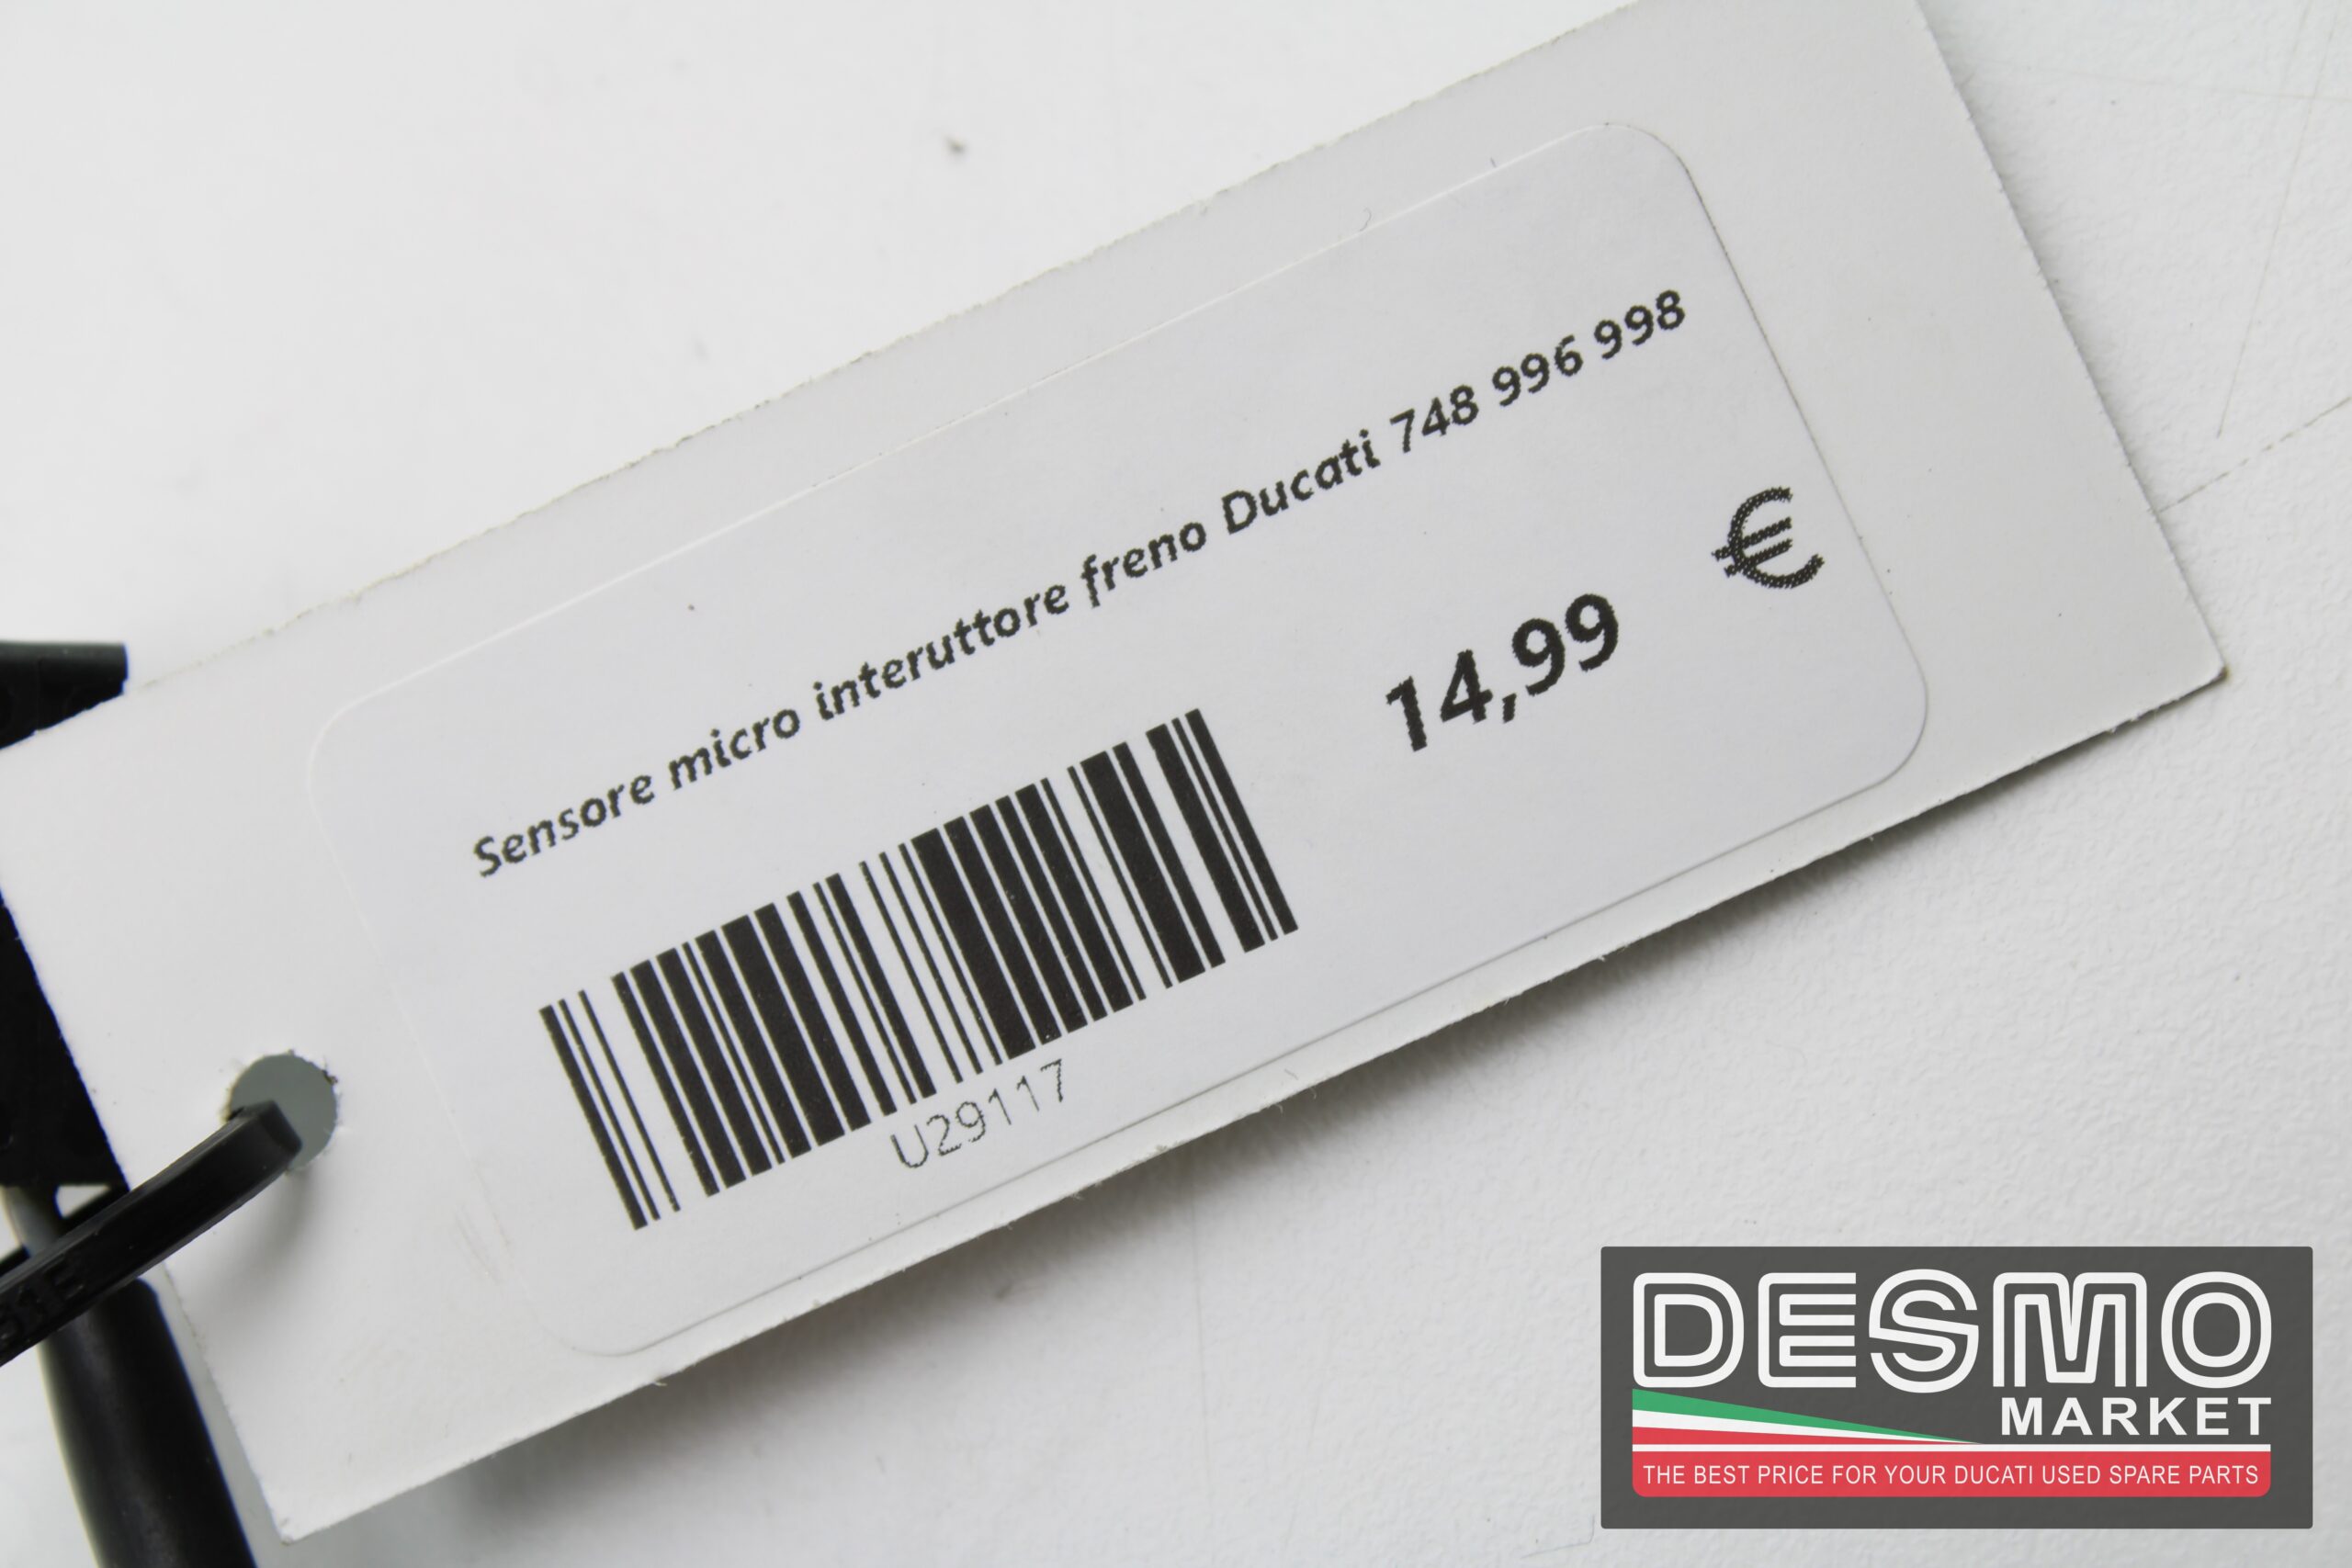 Sensore micro interuttore freno Ducati 748 996 998
14,99 €
U29117
DESMO
MARKET
THE BEST PRICE FOR YOUR DUCATI USED SPARE PARTS